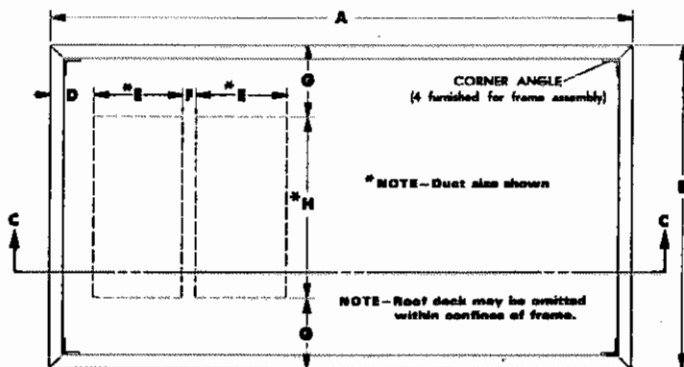 A
G
CORNER ANGLE
(4 furnished for frame assembly)
D
*E
F
*E
B
*NOTE—Duct size shown
*H
C
C
NOTE—Roof deck may be omitted
within confines of frame.
G